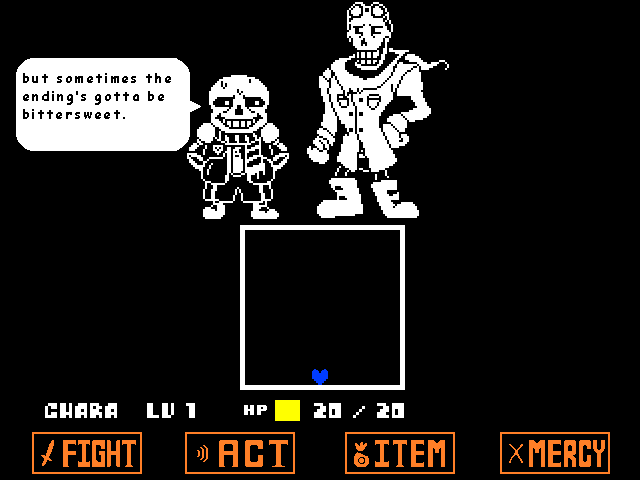 but sometimes the
ending's gotta be
bittersweet.
CHARA LV 1 HP 20 / 20
FIGHT ACT ITEM MERCY